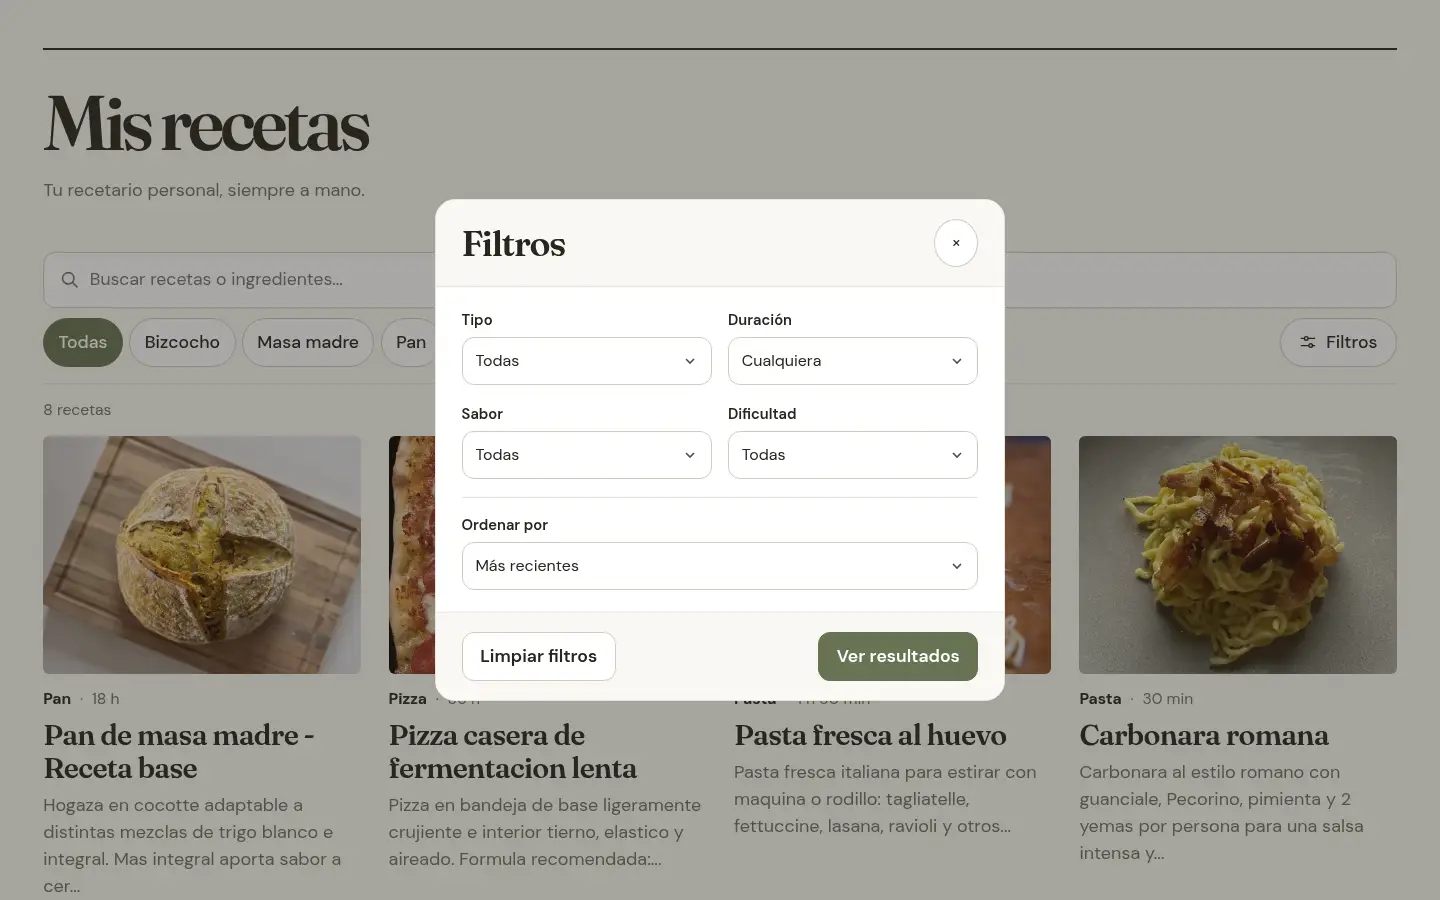 Mis recetas
Tu recetario personal, siempre a mano.
Buscar recetas o ingredientes...
Todas
Bizcocho
Masa madre
Pan
Filtros
8 recetas
Filtros
×
Tipo
Duración
Todas
Cualquiera
Sabor
Dificultad
Todas
Todas
Ordenar por
Más recientes
Limpiar filtros
Ver resultados
Pan · 18 h
Pan de masa madre -
Receta base
Hogaza en cocotte adaptable a
distintas mezclas de trigo blanco e
integral. Mas integral aporta sabor a
cer...
Pizza ·
Pizza casera de
fermentacion lenta
Pizza en bandeja de base ligeramente
crujiente e interior tierno, elastico y
aireado. Formula recomendada:...
Pasta
Pasta fresca al huevo
Pasta fresca italiana para estirar con
maquina o rodillo: tagliatelle,
fettuccine, lasana, ravioli y otros...
Pasta · 30 min
Carbonara romana
Carbonara al estilo romano con
guanciale, Pecorino, pimienta y 2
yemas por persona para una salsa
intensa y...